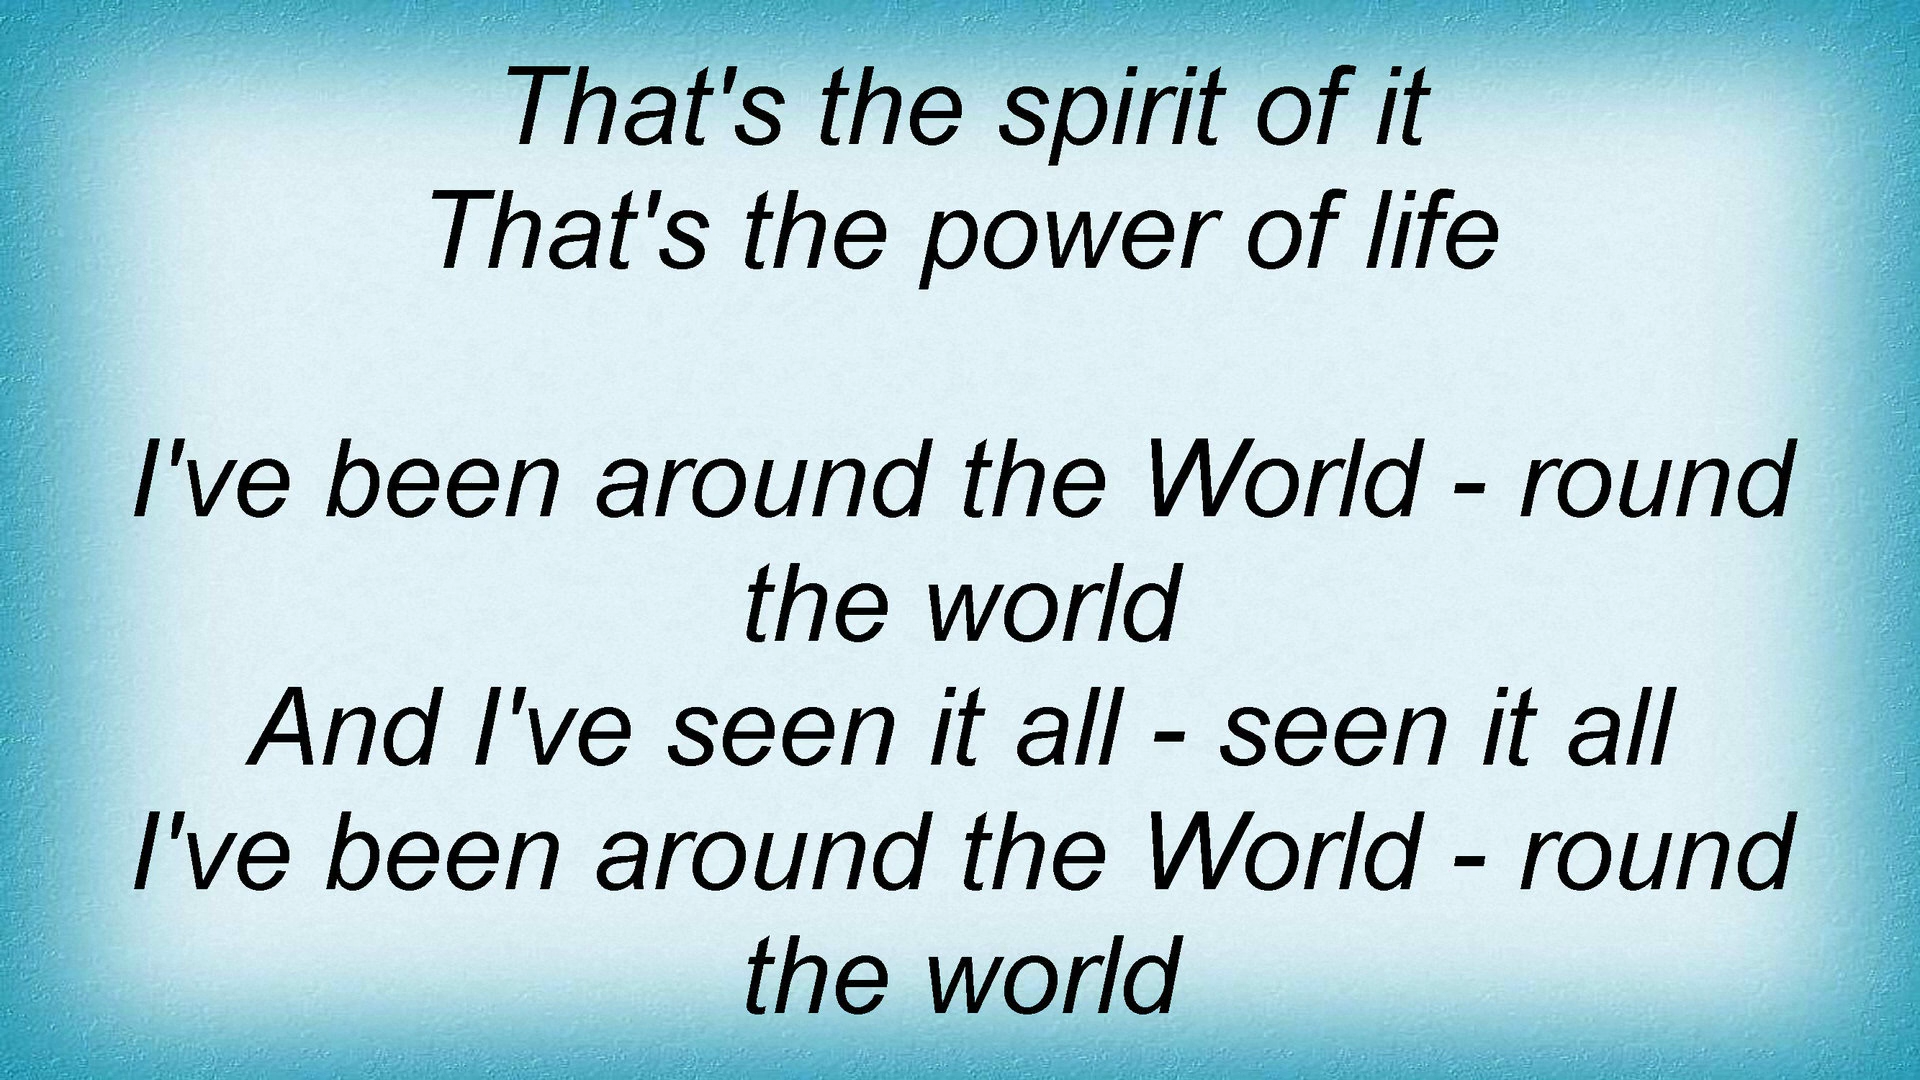 That's the spirit of it
That's the power of life
I've been around the World - round
the world
And I've seen it all - seen it all
I've been around the World - round
the world